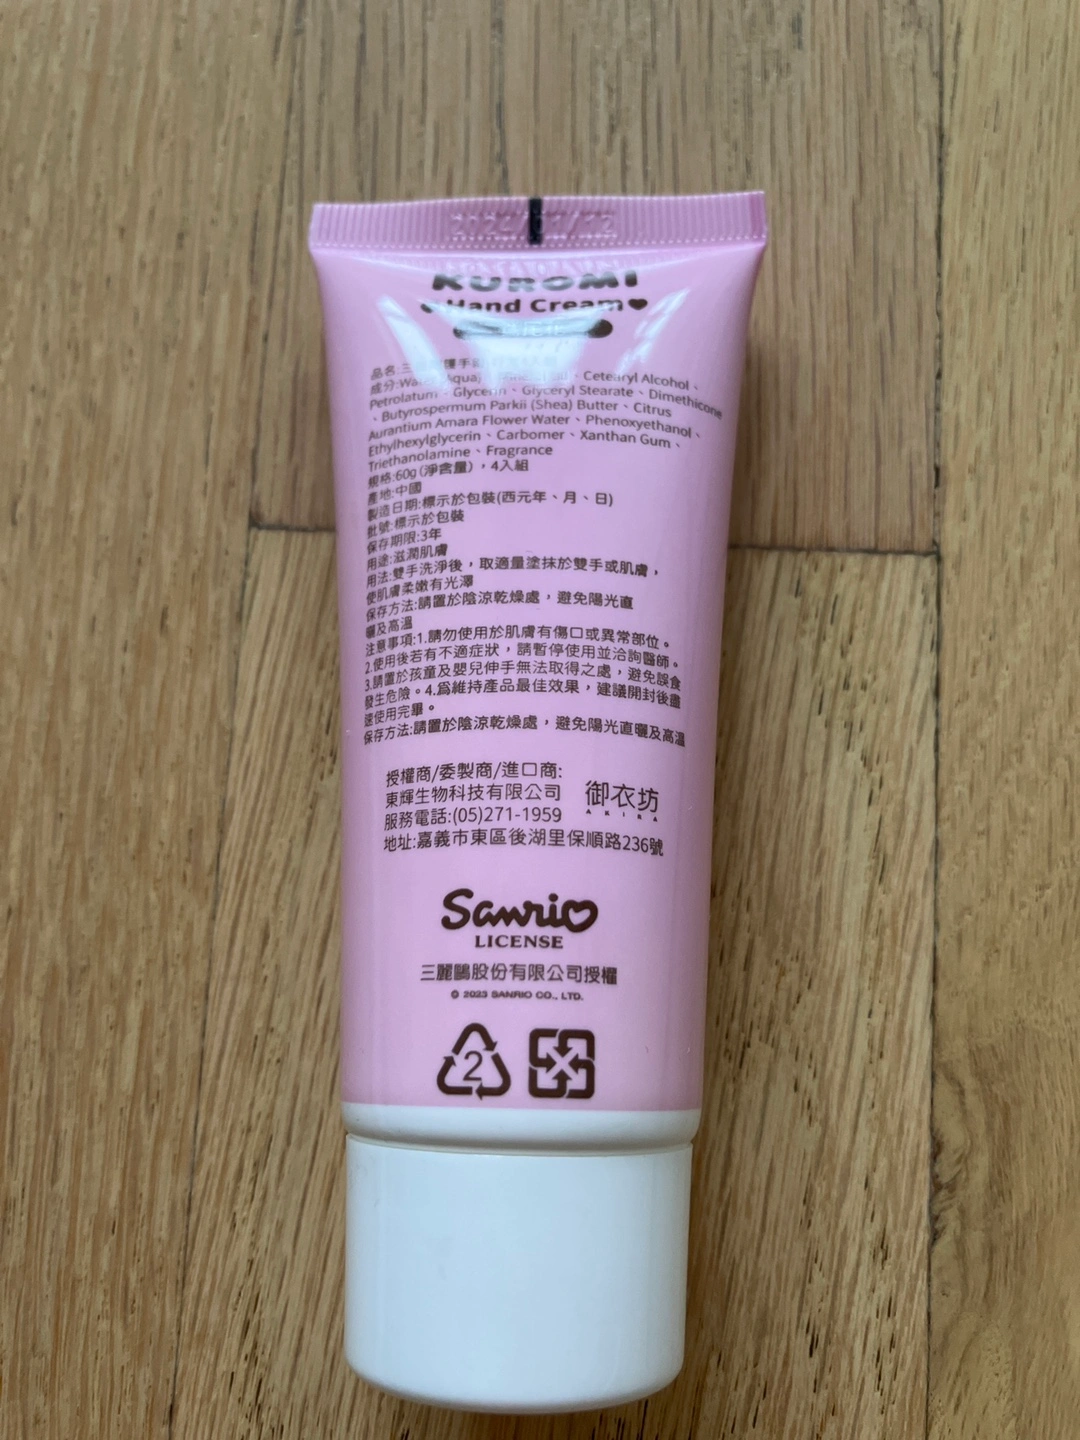 KUROMI
Hand Cream
品名:三
成分:Water (Aqua)、Cetearyl Alcohol、
Petrolatum、Glycerin、Glyceryl Stearate、Dimethicone
、Butyrospermum Parkii (Shea) Butter、Citrus
Aurantium Amara Flower Water、Phenoxyethanol、
Ethylhexylglycerin、Carbomer、Xanthan Gum、
Triethanolamine、Fragrance
規格:60g(淨含量),4入組
產地:中國
製造日期:標示於包裝(西元年、月、日)
批號:標示於包裝
保存期限:3年
用途:滋潤肌膚
用法:雙手洗淨後,取適量塗抹於雙手或肌膚,
使肌膚柔嫩有光澤
保存方法:請置於陰涼乾燥處,避免陽光直
曬及高溫
注意事項:1.請勿使用於肌膚有傷口或異常部位。
2.使用後若有不適症狀,請暫停使用並洽詢醫師。
3.請置於孩童及嬰兒伸手無法取得之處,避免誤食
發生危險。4.為維持產品最佳效果,建議開封後盡
速使用完畢。
保存方法:請置於陰涼乾燥處,避免陽光直曬及高溫
授權商/委製商/進口商:
東輝生物科技有限公司
御衣坊
AKIRA
服務電話:(05)271-1959
地址:嘉義市東區後湖里保順路236號
Sanrio
LICENSE
三麗鷗股份有限公司授權
© 2023 SANRIO CO., LTD.
2